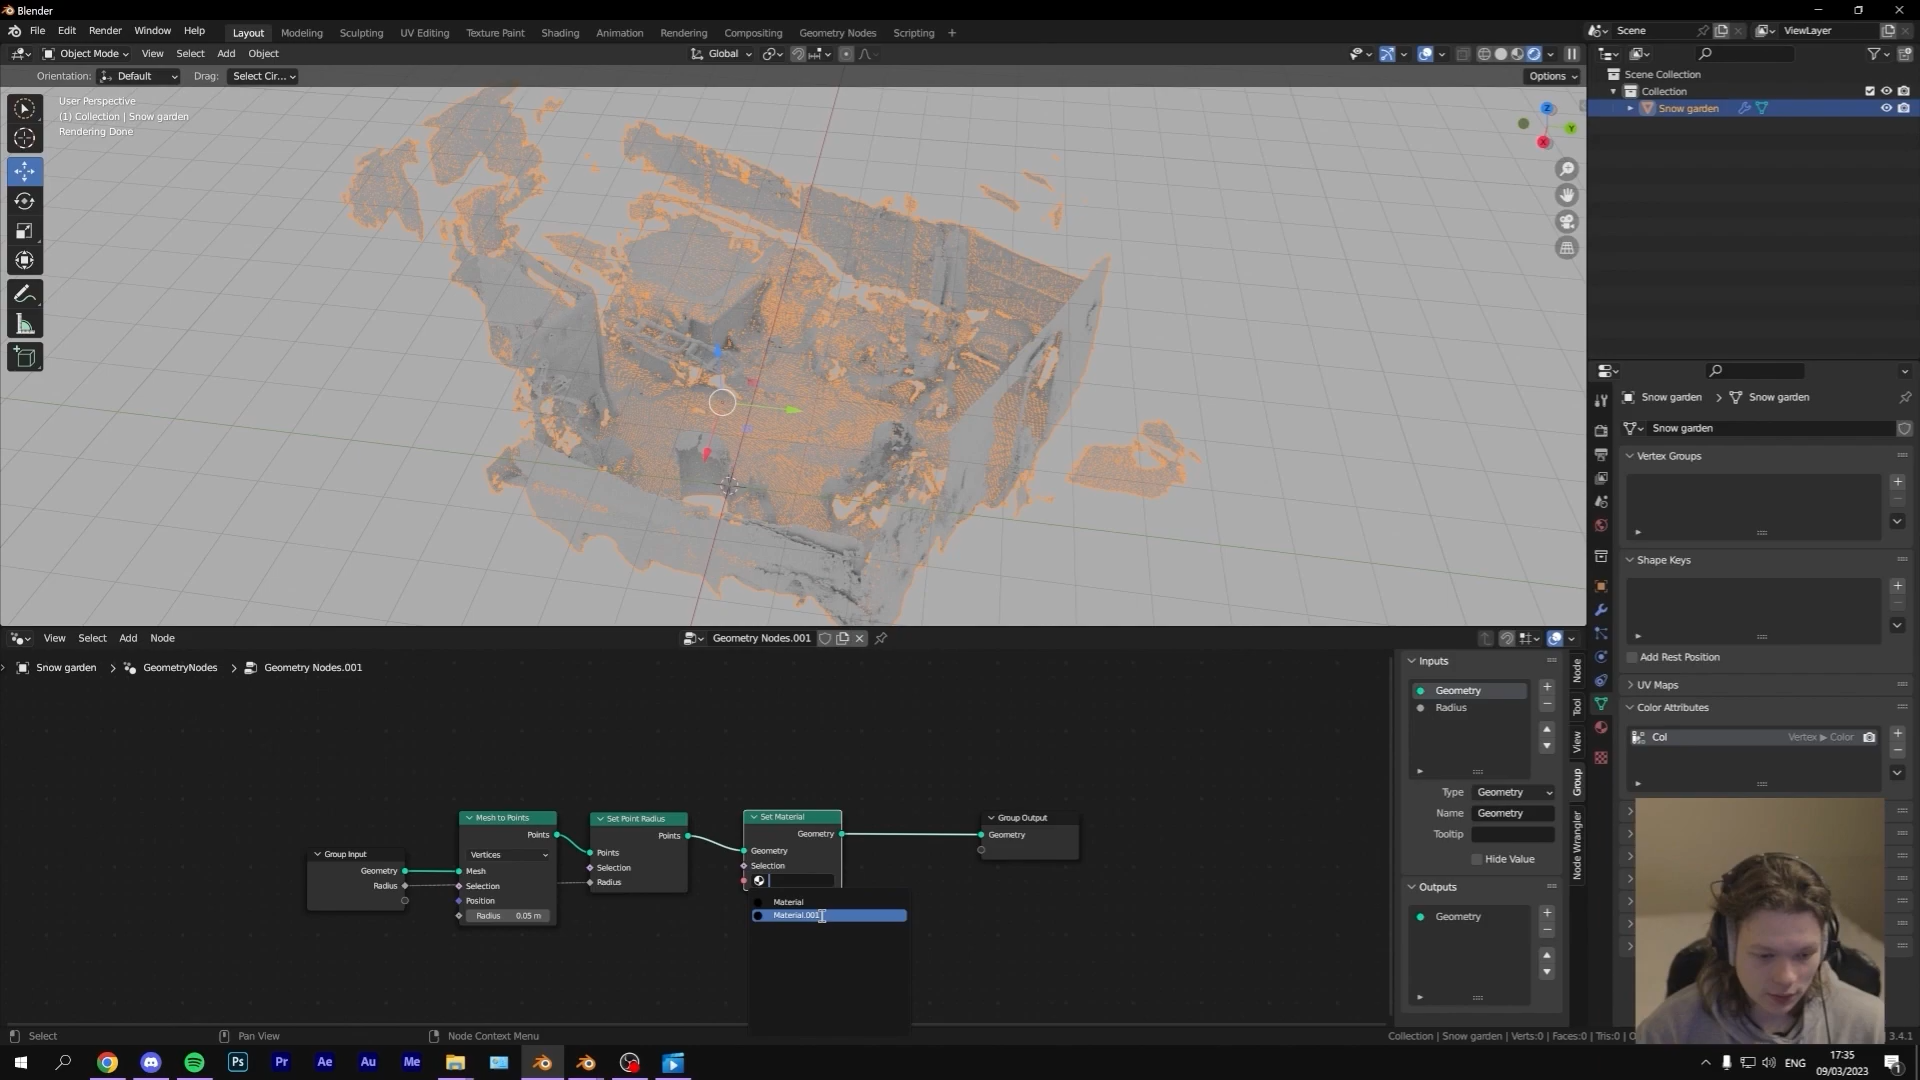 Blender
File Edit Render Window Help Layout Modeling Sculpting UV Editing Texture Paint Shading Animation Rendering Compositing Geometry Nodes Scripting + Scene ViewLayer
Object Mode View Select Add Object Global
Orientation: Default Drag: Select Cir... Options
User Perspective
(1) Collection | Snow garden
Rendering Done
Z
Y
X
Scene Collection
Collection
Snow garden
Snow garden > Snow garden
Snow garden
Vertex Groups
Shape Keys
Add Rest Position
UV Maps
Color Attributes
Col Vertex ▶ Color
View Select Add Node Geometry Nodes.001
Snow garden > GeometryNodes > Geometry Nodes.001
Group Input
Geometry
Radius
Mesh to Points
Points
Vertices
Mesh
Selection
Position
Radius 0.05 m
Set Point Radius
Points
Points
Selection
Radius
Set Material
Geometry
Geometry
Selection
Material
Material.001
Group Output
Geometry
Inputs
Geometry
Radius
Type Geometry
Name Geometry
Tooltip
Hide Value
Outputs
Geometry
Node
Tool
View
Group
Node Wrangler
Select Pan View Node Context Menu Collection | Snow garden | Verts:0 | Faces:0 | Tris:0 | 3.4.1
Ps Pr Ae Au Me ENG
17:35
09/03/2023
1